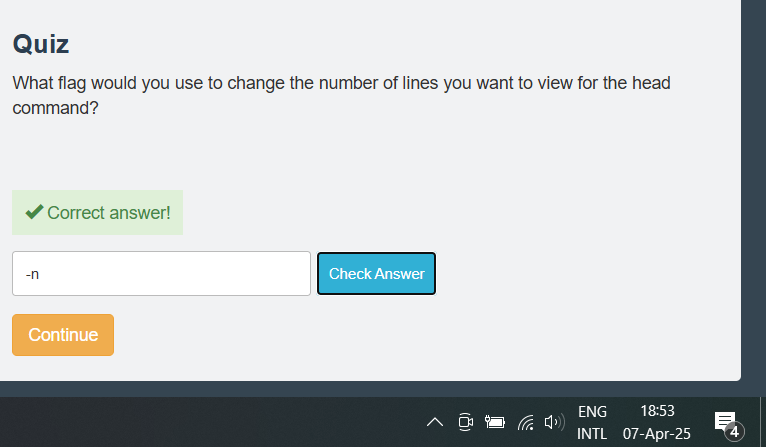 Quiz
What flag would you use to change the number of lines you want to view for the head
command?
Correct answer!
-n
Check Answer
Continue
ENG
18:53
INTL
07-Apr-25
4